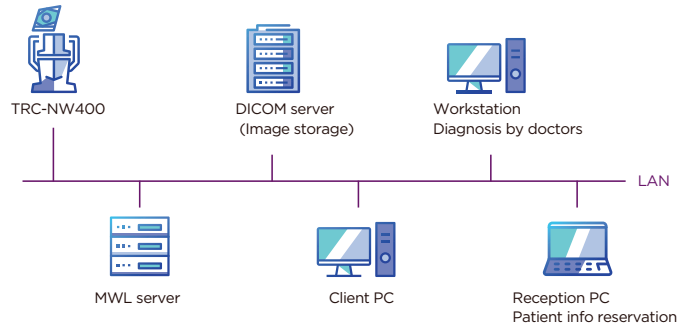 TRC-NW400
DICOM server
(Image storage)
Workstation
Diagnosis by doctors
LAN
MWL server
Client PC
Reception PC
Patient info reservation